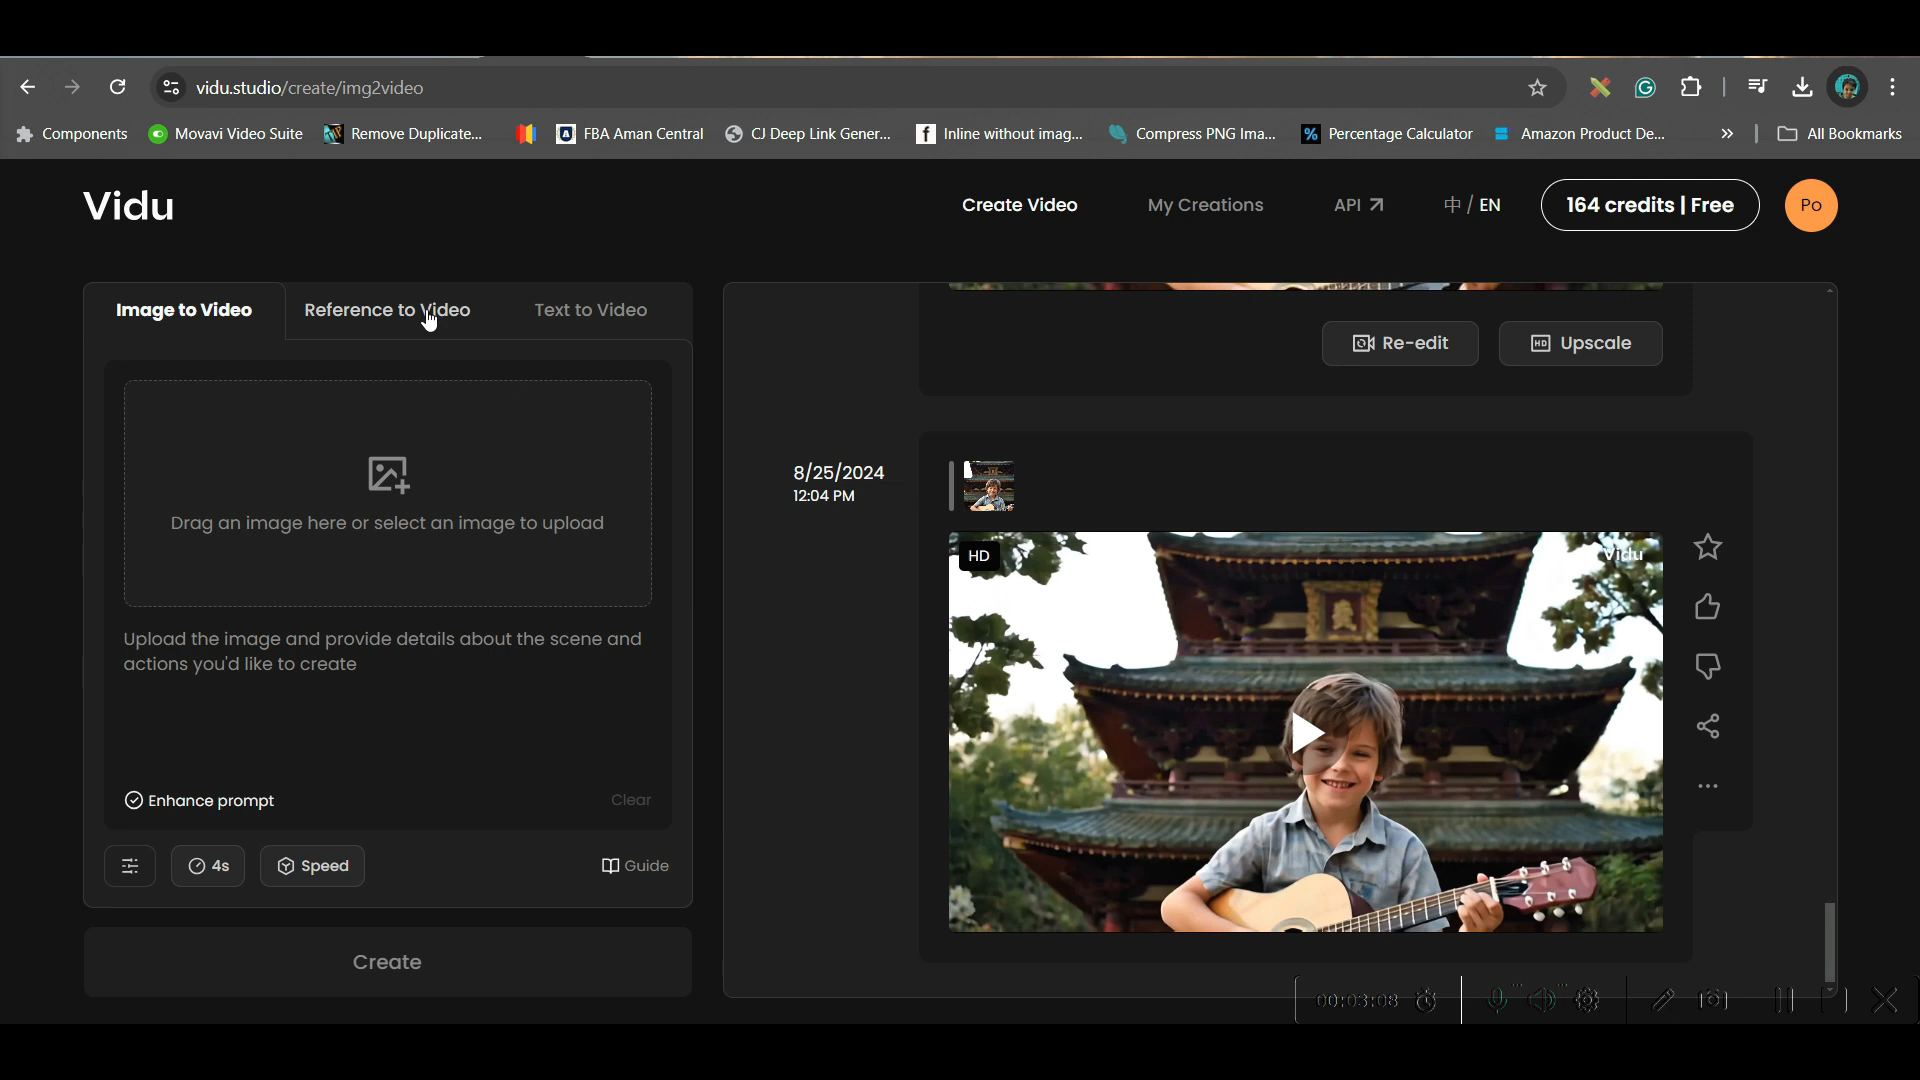 vidu.studio/create/img2video
Components
Movavi Video Suite
Remove Duplicate...
FBA Aman Central
CJ Deep Link Gener...
Inline without imag...
Compress PNG Ima...
Percentage Calculator
Amazon Product De...
All Bookmarks
Vidu
Create Video
My Creations
API
中 / EN
164 credits | Free
Po
Image to Video
Reference to Video
Text to Video
Drag an image here or select an image to upload
Upload the image and provide details about the scene and
actions you'd like to create
Enhance prompt
Clear
4s
Speed
Guide
Create
Re-edit
HD
Upscale
8/25/2024
12:04 PM
HD
Vidu
00:03:08